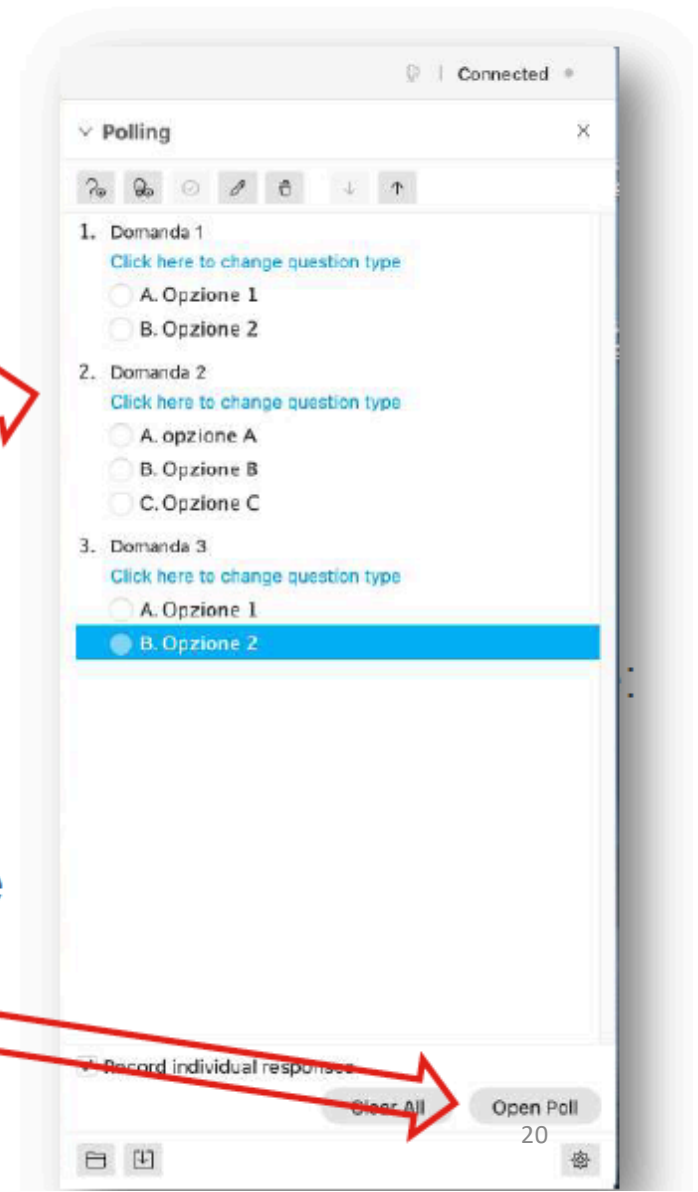 Connected
Polling
1. Domanda 1
Click here to change question type
A. Opzione 1
B. Opzione 2
2. Domanda 2
Click here to change question type
A. opzione A
B. Opzione B
C. Opzione C
3. Domanda 3
Click here to change question type
A. Opzione 1
B. Opzione 2
:
e
Record individual responses
Clear All Open Poll
20